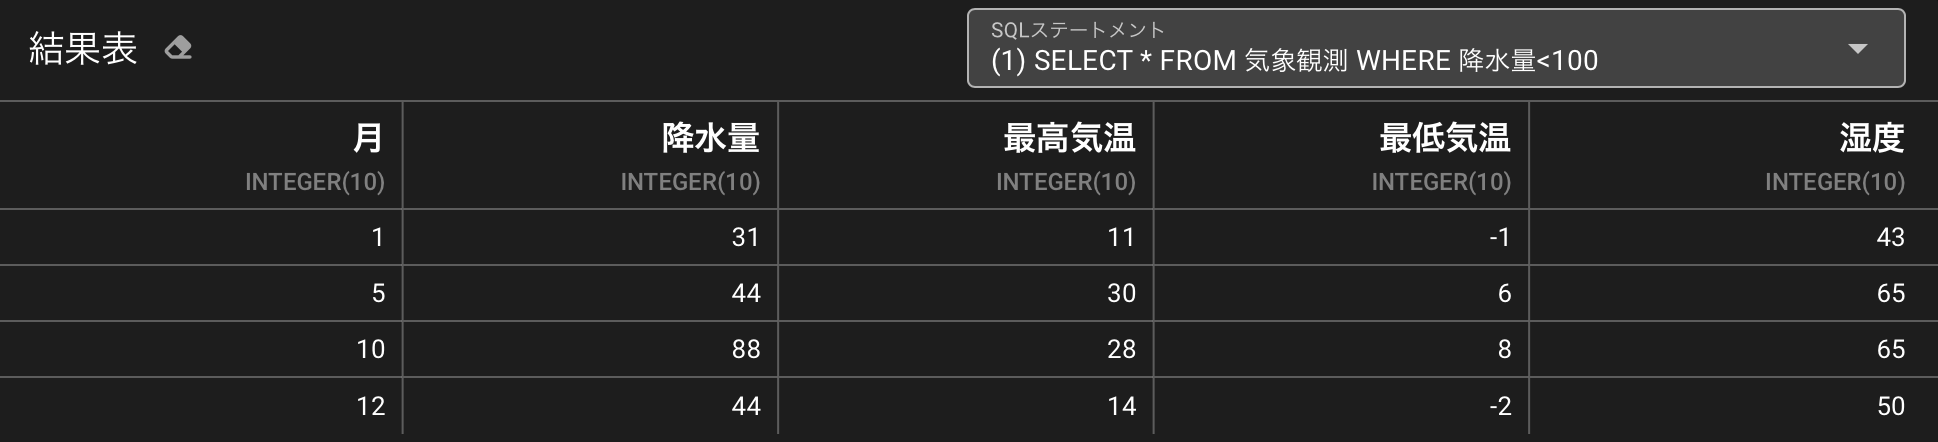 結果表
SQLステートメント
(1) SELECT * FROM 気象観測 WHERE 降水量<100
月 降水量 最高気温 最低気温 湿度
INTEGER(10) INTEGER(10) INTEGER(10) INTEGER(10) INTEGER(10)
1 31 11 -1 43
5 44 30 6 65
10 88 28 8 65
12 44 14 -2 50